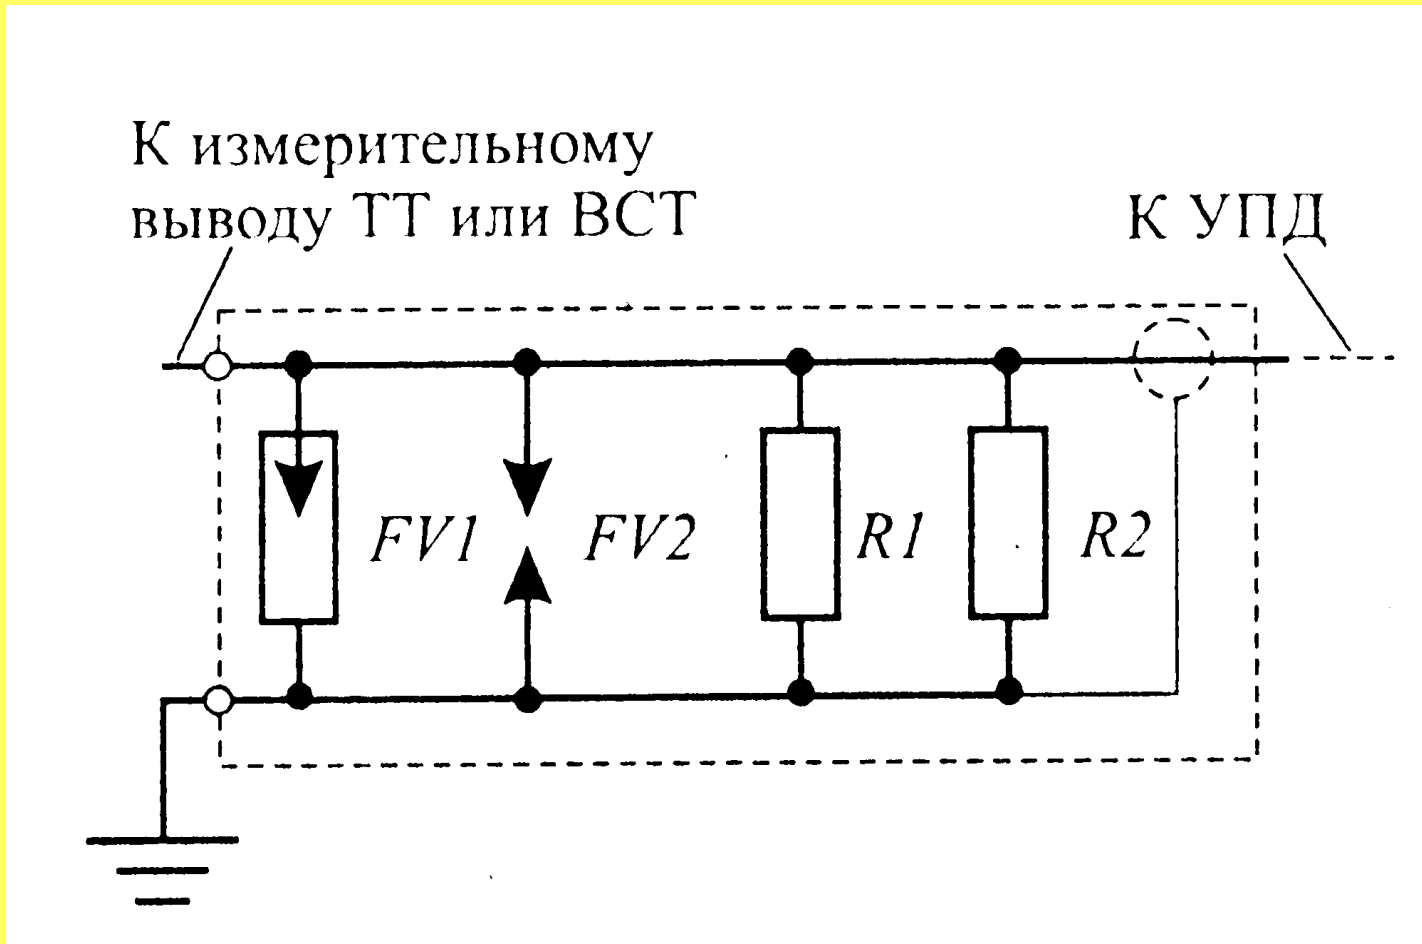 К измерительному
выводу ТТ или ВСТ
К УПД
FV1
FV2
R1
R2